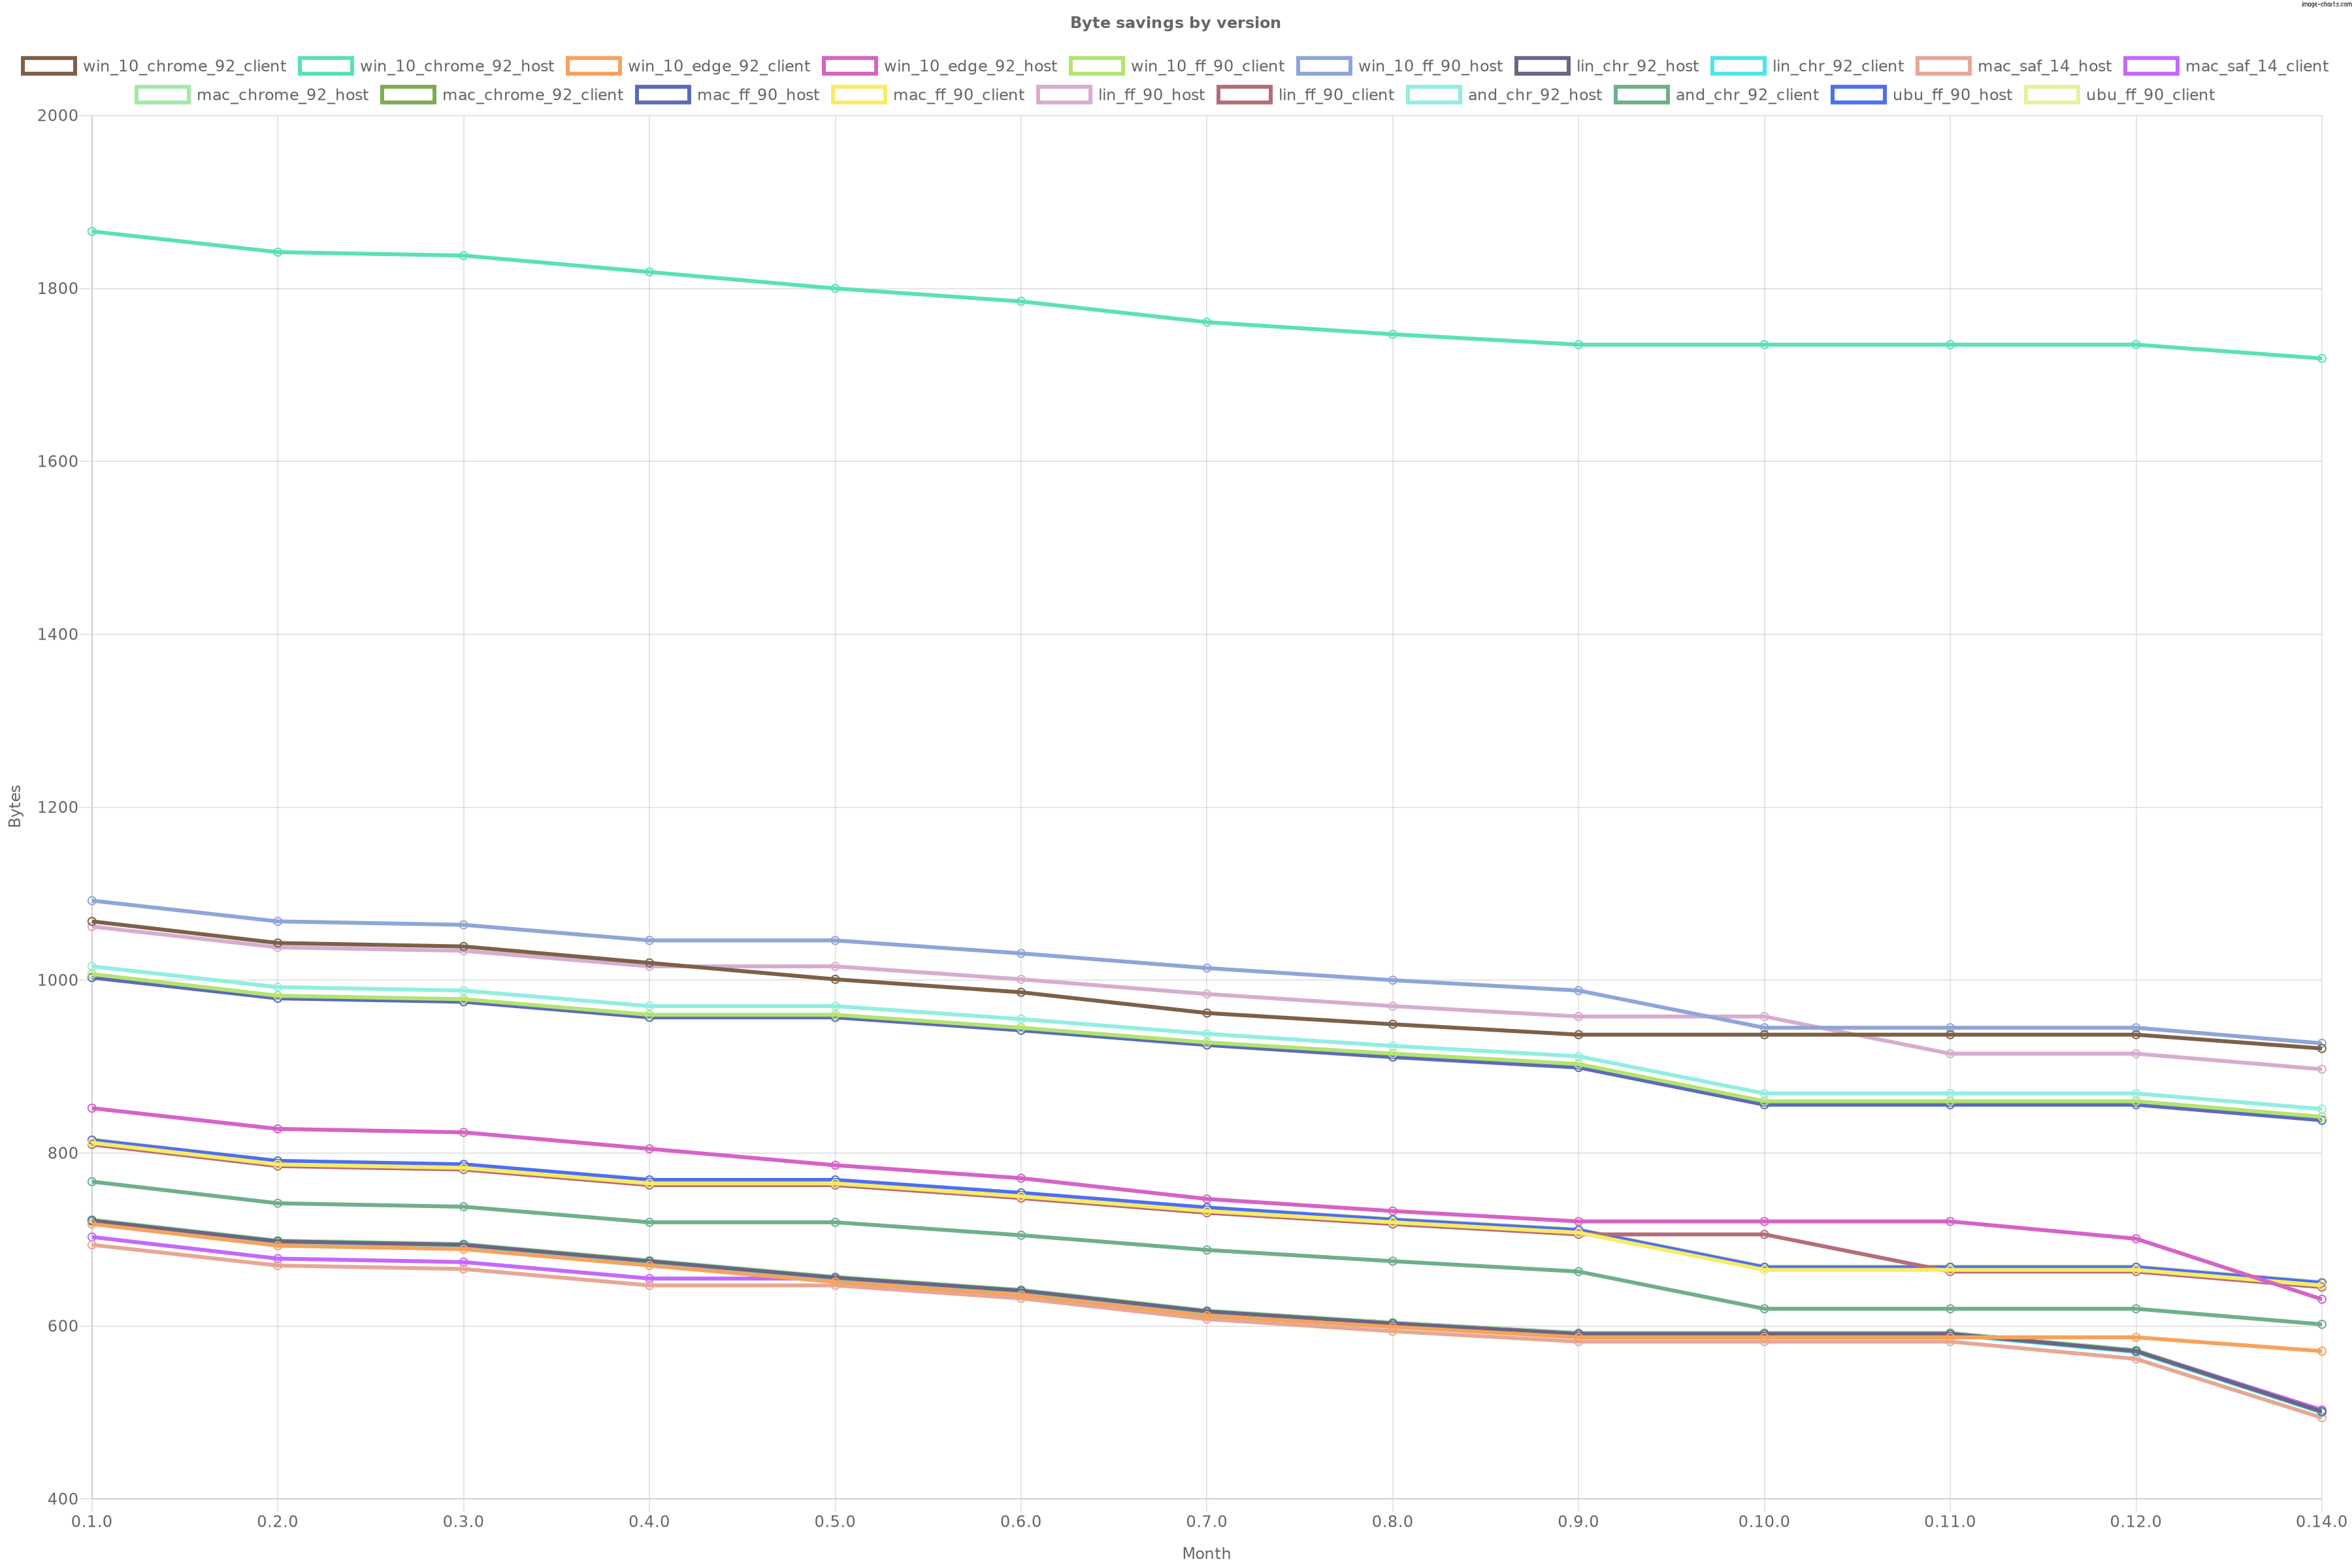 image-charts.com
Byte savings by version
win_10_chrome_92_client win_10_chrome_92_host win_10_edge_92_client win_10_edge_92_host win_10_ff_90_client win_10_ff_90_host lin_chr_92_host lin_chr_92_client mac_saf_14_host mac_saf_14_client
mac_chrome_92_host mac_chrome_92_client mac_ff_90_host mac_ff_90_client lin_ff_90_host lin_ff_90_client and_chr_92_host and_chr_92_client ubu_ff_90_host ubu_ff_90_client
2000
1800
1600
1400
1200
1000
800
600
400
Bytes
0.1.0 0.2.0 0.3.0 0.4.0 0.5.0 0.6.0 0.7.0 0.8.0 0.9.0 0.10.0 0.11.0 0.12.0 0.14.0
Month